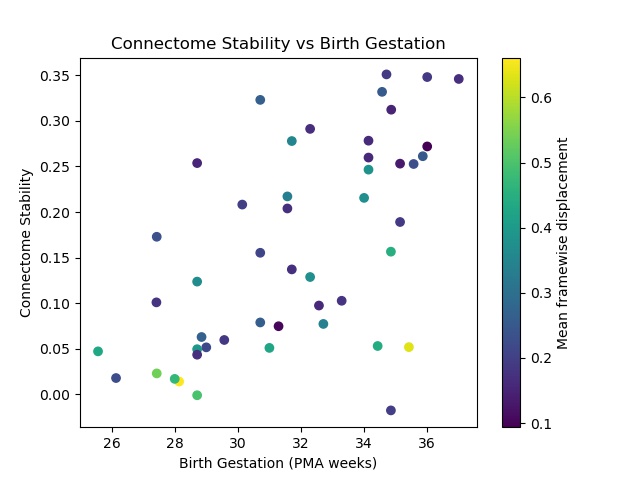 Connectome Stability vs Birth Gestation
0.35
0.30
0.25
0.20
0.15
0.10
0.05
0.00
Connectome Stability
26 28 30 32 34 36
Birth Gestation (PMA weeks)
0.6
0.5
0.4
0.3
0.2
0.1
Mean framewise displacement